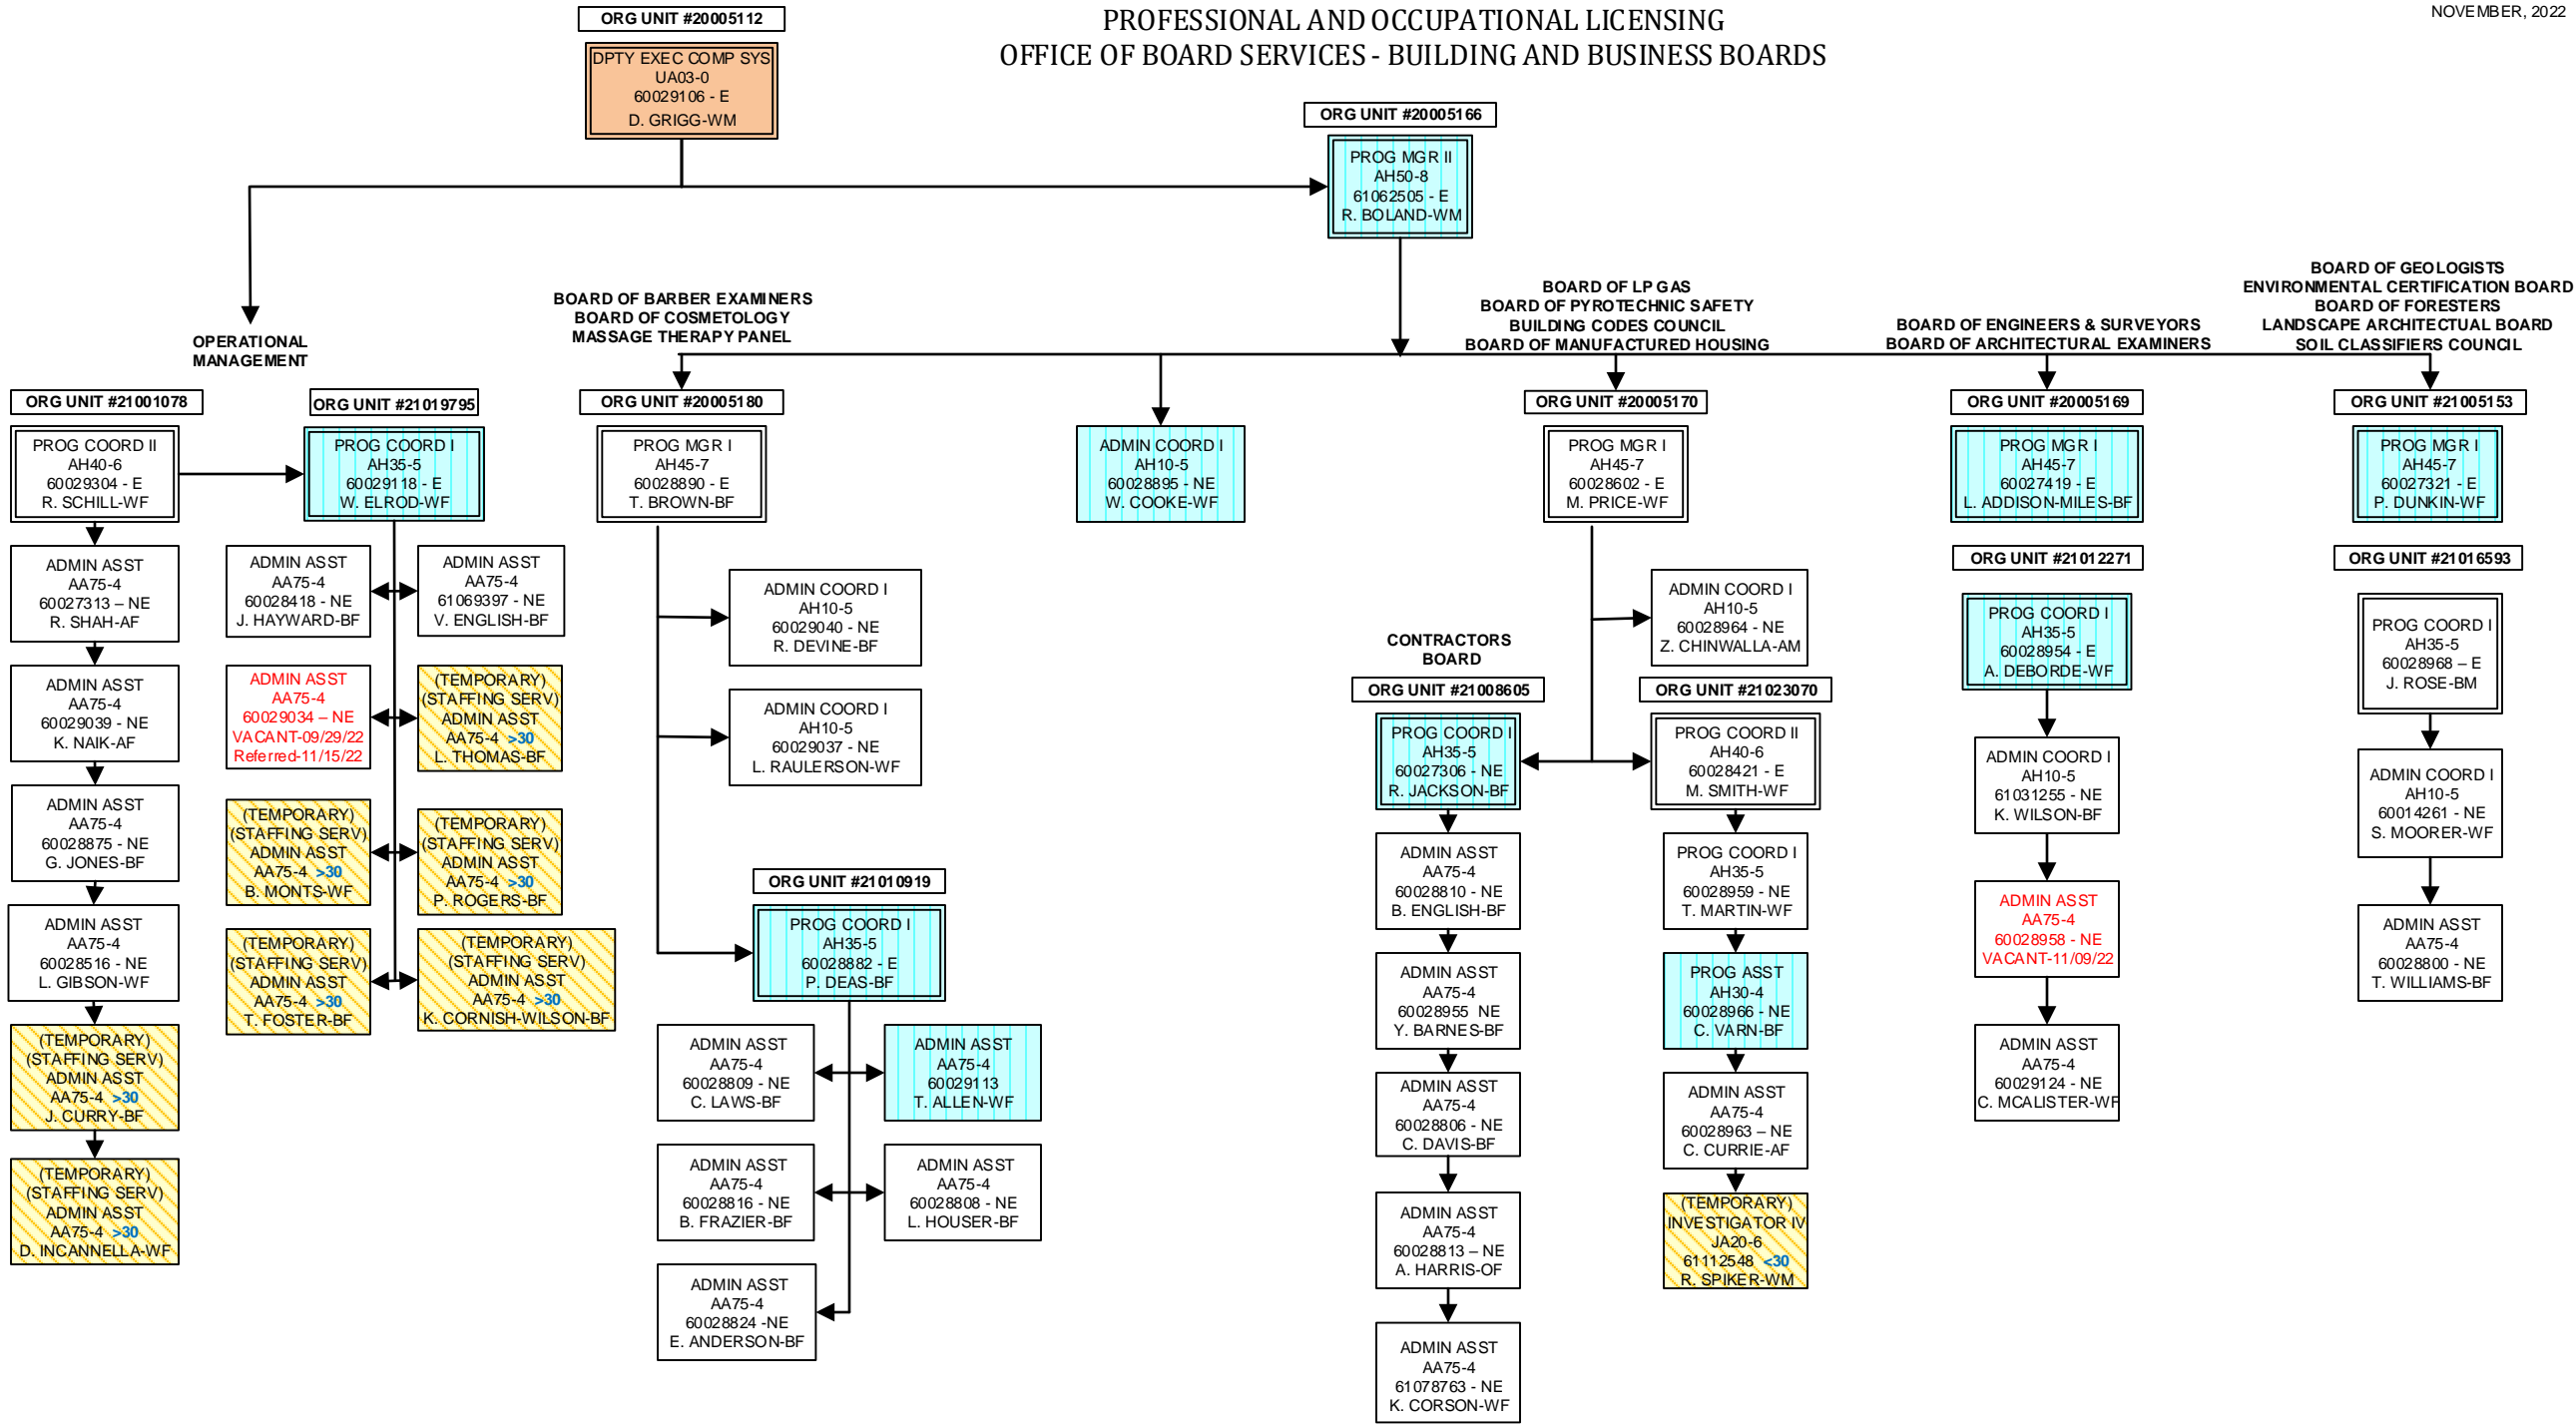 PROFESSIONAL AND OCCUPATIONAL LICENSING
OFFICE OF BOARD SERVICES - BUILDING AND BUSINESS BOARDS
NOVEMBER, 2022
ORG UNIT #20005112
DPTY EXEC COMP SYS
UA03-0
60029106 - E
D. GRIGG-WM
ORG UNIT #20005166
PROG MGR II
AH50-8
61062505 - E
R. BOLAND-WM
OPERATIONAL
MANAGEMENT
BOARD OF BARBER EXAMINERS
BOARD OF COSMETOLOGY
MASSAGE THERAPY PANEL
BOARD OF LP GAS
BOARD OF PYROTECHNIC SAFETY
BUILDING CODES COUNCIL
BOARD OF MANUFACTURED HOUSING
BOARD OF ENGINEERS & SURVEYORS
BOARD OF ARCHITECTURAL EXAMINERS
BOARD OF GEOLOGISTS
ENVIRONMENTAL CERTIFICATION BOARD
BOARD OF FORESTERS
LANDSCAPE ARCHITECTUAL BOARD
SOIL CLASSIFIERS COUNCIL
ORG UNIT #21001078
PROG COORD II
AH40-6
60029304 - E
R. SCHILL-WF
ADMIN ASST
AA75-4
60027313 – NE
R. SHAH-AF
ADMIN ASST
AA75-4
60029039 - NE
K. NAIK-AF
ADMIN ASST
AA75-4
60028875 - NE
G. JONES-BF
ADMIN ASST
AA75-4
60028516 - NE
L. GIBSON-WF
(TEMPORARY)
(STAFFING SERV)
ADMIN ASST
AA75-4 >30
J. CURRY-BF
(TEMPORARY)
(STAFFING SERV)
ADMIN ASST
AA75-4 >30
D. INCANNELLA-WF
ORG UNIT #21019795
PROG COORD I
AH35-5
60029118 - E
W. ELROD-WF
ADMIN ASST
AA75-4
60028418 - NE
J. HAYWARD-BF
ADMIN ASST
AA75-4
61069397 - NE
V. ENGLISH-BF
ADMIN ASST
AA75-4
60029034 – NE
VACANT-09/29/22
Referred-11/15/22
(TEMPORARY)
(STAFFING SERV)
ADMIN ASST
AA75-4 >30
L. THOMAS-BF
(TEMPORARY)
(STAFFING SERV)
ADMIN ASST
AA75-4 >30
B. MONTS-WF
(TEMPORARY)
(STAFFING SERV)
ADMIN ASST
AA75-4 >30
P. ROGERS-BF
(TEMPORARY)
(STAFFING SERV)
ADMIN ASST
AA75-4 >30
T. FOSTER-BF
(TEMPORARY)
(STAFFING SERV)
ADMIN ASST
AA75-4 >30
K. CORNISH-WILSON-BF
ORG UNIT #20005180
PROG MGR I
AH45-7
60028890 - E
T. BROWN-BF
ADMIN COORD I
AH10-5
60029040 - NE
R. DEVINE-BF
ADMIN COORD I
AH10-5
60029037 - NE
L. RAULERSON-WF
ORG UNIT #21010919
PROG COORD I
AH35-5
60028882 - E
P. DEAS-BF
ADMIN ASST
AA75-4
60028809 - NE
C. LAWS-BF
ADMIN ASST
AA75-4
60029113
T. ALLEN-WF
ADMIN ASST
AA75-4
60028816 - NE
B. FRAZIER-BF
ADMIN ASST
AA75-4
60028808 - NE
L. HOUSER-BF
ADMIN ASST
AA75-4
60028824 -NE
E. ANDERSON-BF
ADMIN COORD I
AH10-5
60028895 - NE
W. COOKE-WF
ORG UNIT #20005170
PROG MGR I
AH45-7
60028602 - E
M. PRICE-WF
ADMIN COORD I
AH10-5
60028964 - NE
Z. CHINWALLA-AM
CONTRACTORS
BOARD
ORG UNIT #21008605
PROG COORD I
AH35-5
60027306 - NE
R. JACKSON-BF
ADMIN ASST
AA75-4
60028810 - NE
B. ENGLISH-BF
ADMIN ASST
AA75-4
60028955 NE
Y. BARNES-BF
ADMIN ASST
AA75-4
60028806 - NE
C. DAVIS-BF
ADMIN ASST
AA75-4
60028813 – NE
A. HARRIS-OF
ADMIN ASST
AA75-4
61078763 - NE
K. CORSON-WF
ORG UNIT #21023070
PROG COORD II
AH40-6
60028421 - E
M. SMITH-WF
PROG COORD I
AH35-5
60028959 - NE
T. MARTIN-WF
PROG ASST
AH30-4
60028966 - NE
C. VARN-BF
ADMIN ASST
AA75-4
60028963 – NE
C. CURRIE-AF
(TEMPORARY)
INVESTIGATOR IV
JA20-6
61112548 <30
R. SPIKER-WM
ORG UNIT #20005169
PROG MGR I
AH45-7
60027419 - E
L. ADDISON-MILES-BF
ORG UNIT #21012271
PROG COORD I
AH35-5
60028954 - E
A. DEBORDE-WF
ADMIN COORD I
AH10-5
61031255 - NE
K. WILSON-BF
ADMIN ASST
AA75-4
60028958 - NE
VACANT-11/09/22
ADMIN ASST
AA75-4
60029124 - NE
C. MCALISTER-WF
ORG UNIT #21005153
PROG MGR I
AH45-7
60027321 - E
P. DUNKIN-WF
ORG UNIT #21016593
PROG COORD I
AH35-5
60028968 – E
J. ROSE-BM
ADMIN COORD I
AH10-5
60014261 - NE
S. MOORER-WF
ADMIN ASST
AA75-4
60028800 - NE
T. WILLIAMS-BF